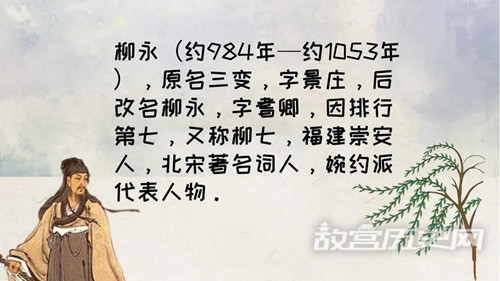 柳永（约984年—约1053年
），原名三变，字景庄，后
改名柳永，字耆卿，因排行
第七，又称柳七，福建崇安
人，北宋著名词人，婉约派
代表人物。
故宫历史网